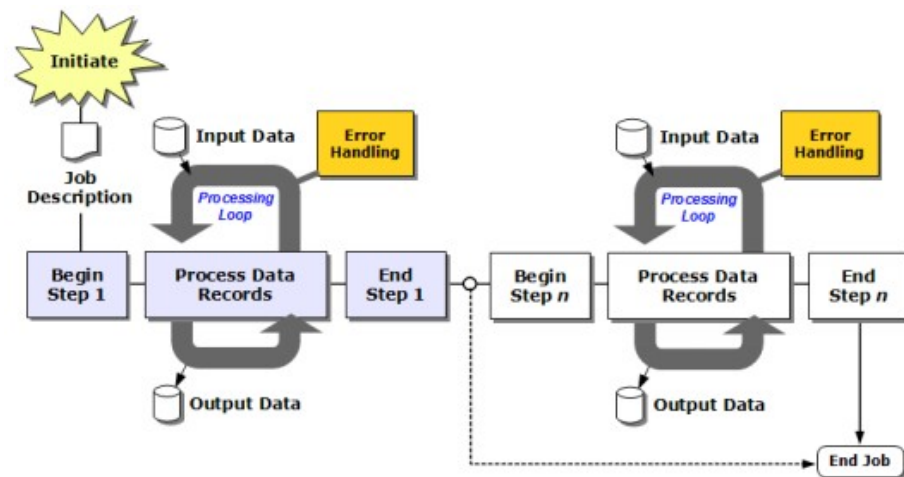 Initiate
Job
Description
Input Data
Error
Handling
Processing
Loop
Begin
Step 1
Process Data
Records
End
Step 1
Output Data
Input Data
Error
Handling
Processing
Loop
Begin
Step n
Process Data
Records
End
Step n
Output Data
End Job